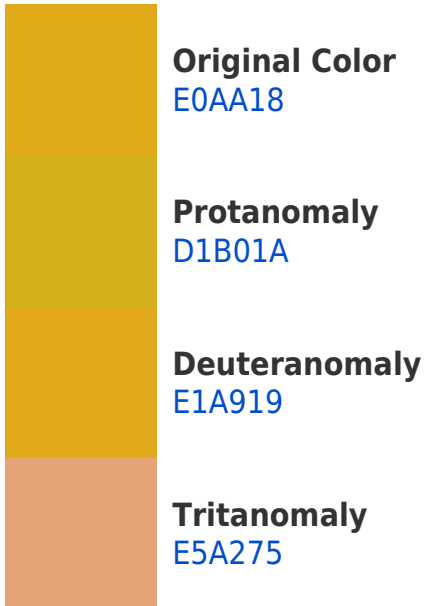 Original Color
E0AA18
Protanomaly
D1B01A
Deuteranomaly
E1A919
Tritanomaly
E5A275